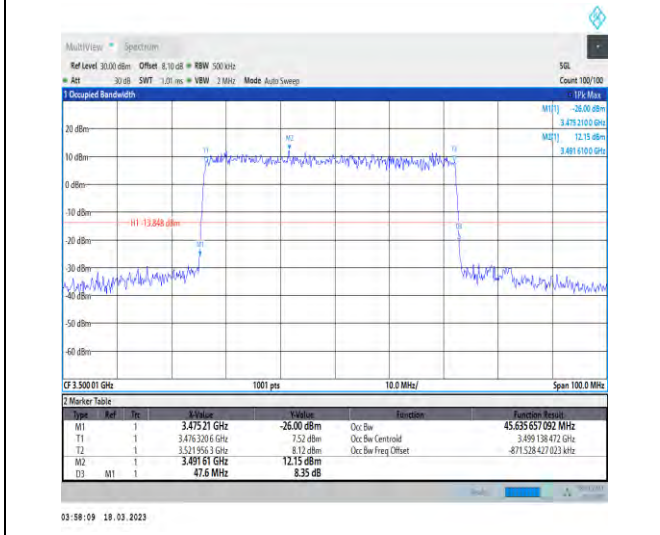 MultiView Spectrum
Ref Level 30.00 dBm Offset 8.10 dB RBW 500 kHz SGL
Att 30 dB SWT 1.01 ms VBW 2 MHz Mode Auto Sweep Count 100/100
1 Occupied Bandwidth 1Pk Max
M1[1] -26.00 dBm
3.475 210 0 GHz
M2[1] 12.15 dBm
3.491 610 0 GHz
20 dBm
M2
T1
T2
10 dBm
0 dBm
-10 dBm
H1 -13.848 dBm
-20 dBm
D3
M1
-30 dBm
-40 dBm
-50 dBm
-60 dBm
CF 3.500 01 GHz 1001 pts 10.0 MHz/ Span 100.0 MHz
2 Marker Table
Type Ref Trc X-Value Y-Value Function Function Result
M1 1 3.475 21 GHz -26.00 dBm Occ Bw 45.635 657 092 MHz
T1 1 3.476 320 6 GHz 7.52 dBm Occ Bw Centroid 3.499 138 472 GHz
T2 1 3.521 956 3 GHz 8.12 dBm Occ Bw Freq Offset -871.528 427 023 kHz
M2 1 3.491 61 GHz 12.15 dBm
D3 M1 1 47.6 MHz 8.35 dB
03:58:09 18.03.2023